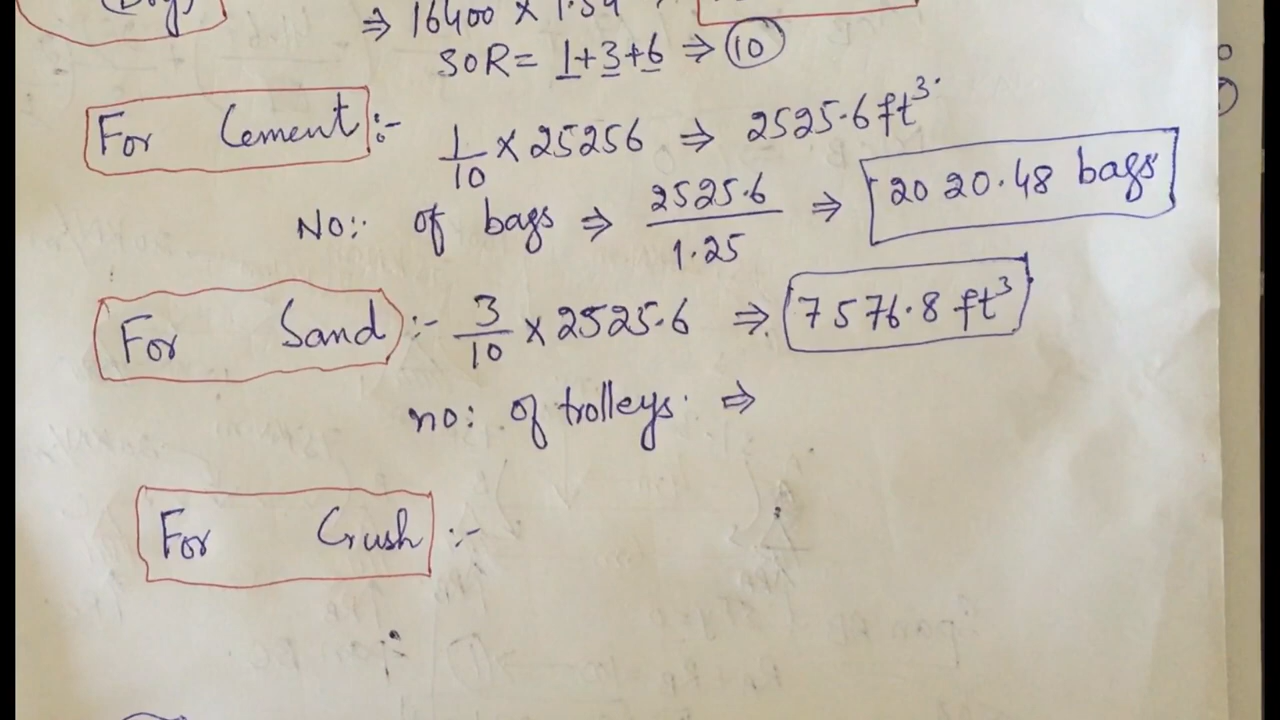 (Bags
⇒ 16400 × 1.54
SOR = 1+3+6 ⇒ 10
For Cement :- 1/10 × 25256 ⇒ 2525.6 ft³.
No:. of bags ⇒ 2525.6/1.25 ⇒ 2020.48 bags
For Sand :- 3/10 × 2525.6 ⇒ 7576.8 ft³
no: of trolleys. ⇒
For Crush :-